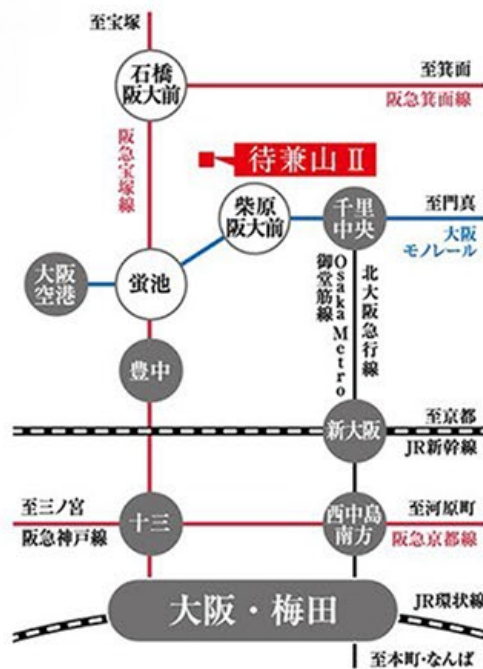 至宝塚
石橋
阪大前
至箕面
阪急箕面線
阪急宝塚線
待兼山Ⅱ
柴原
阪大前
千里
中央
至門真
大阪
モノレール
大阪
空港
蛍池
北大阪急行線
Osaka Metro
御堂筋線
豊中
新大阪
至京都
JR新幹線
至三ノ宮
阪急神戸線
十三
西中島
南方
至河原町
阪急京都線
大阪・梅田
JR環状線
至本町・なんば